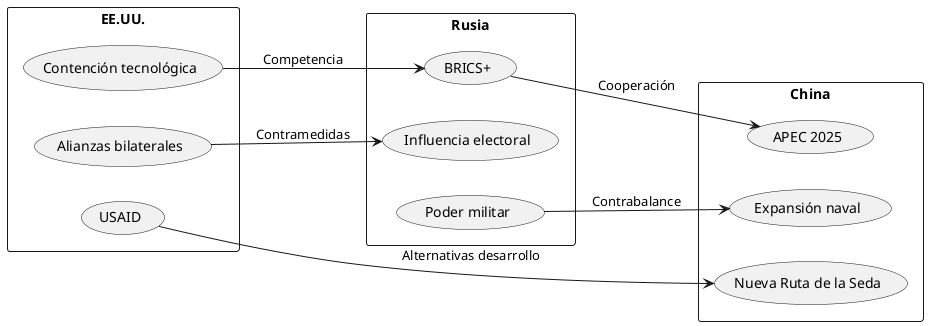 EE.UU.
Contención tecnológica
Alianzas bilaterales
USAID
Competencia
Contramedidas
Alternativas desarrollo
Rusia
BRICS+
Influencia electoral
Poder militar
Cooperación
Contrabalance
China
APEC 2025
Expansión naval
Nueva Ruta de la Seda